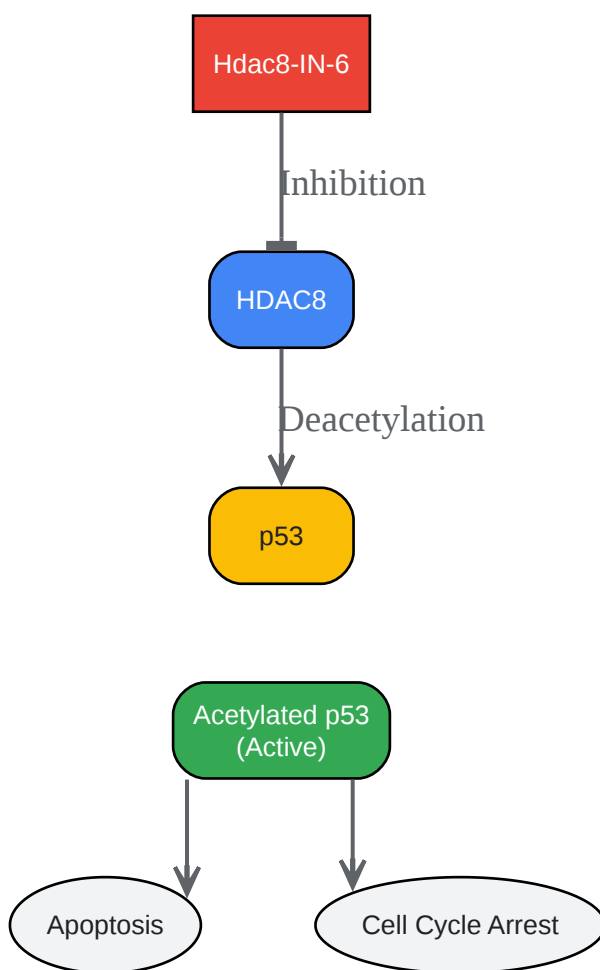 Hdac8-IN-6
Inhibition
HDAC8
Deacetylation
p53
Acetylated p53
(Active)
Apoptosis
Cell Cycle Arrest